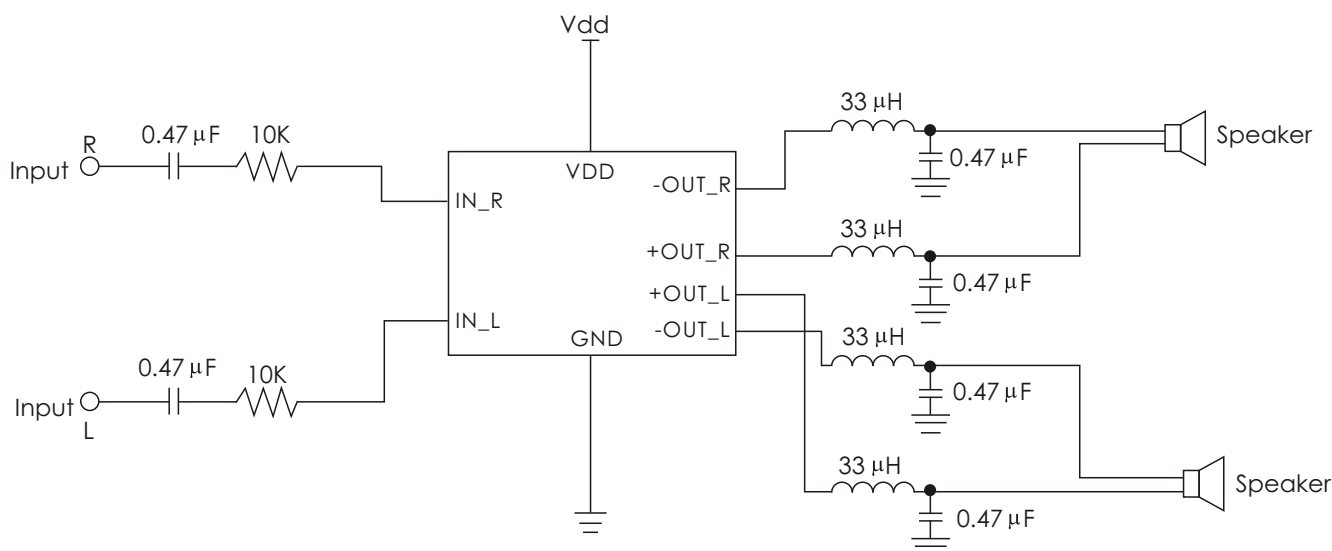 Vdd
33 μH
R
0.47 μF
10K
Input
Speaker
0.47 μF
VDD
-OUT_R
IN_R
33 μH
+OUT_R
0.47 μF
+OUT_L
IN_L
-OUT_L
GND
33 μH
0.47 μF
10K
0.47 μF
Input
L
33 μH
Speaker
0.47 μF